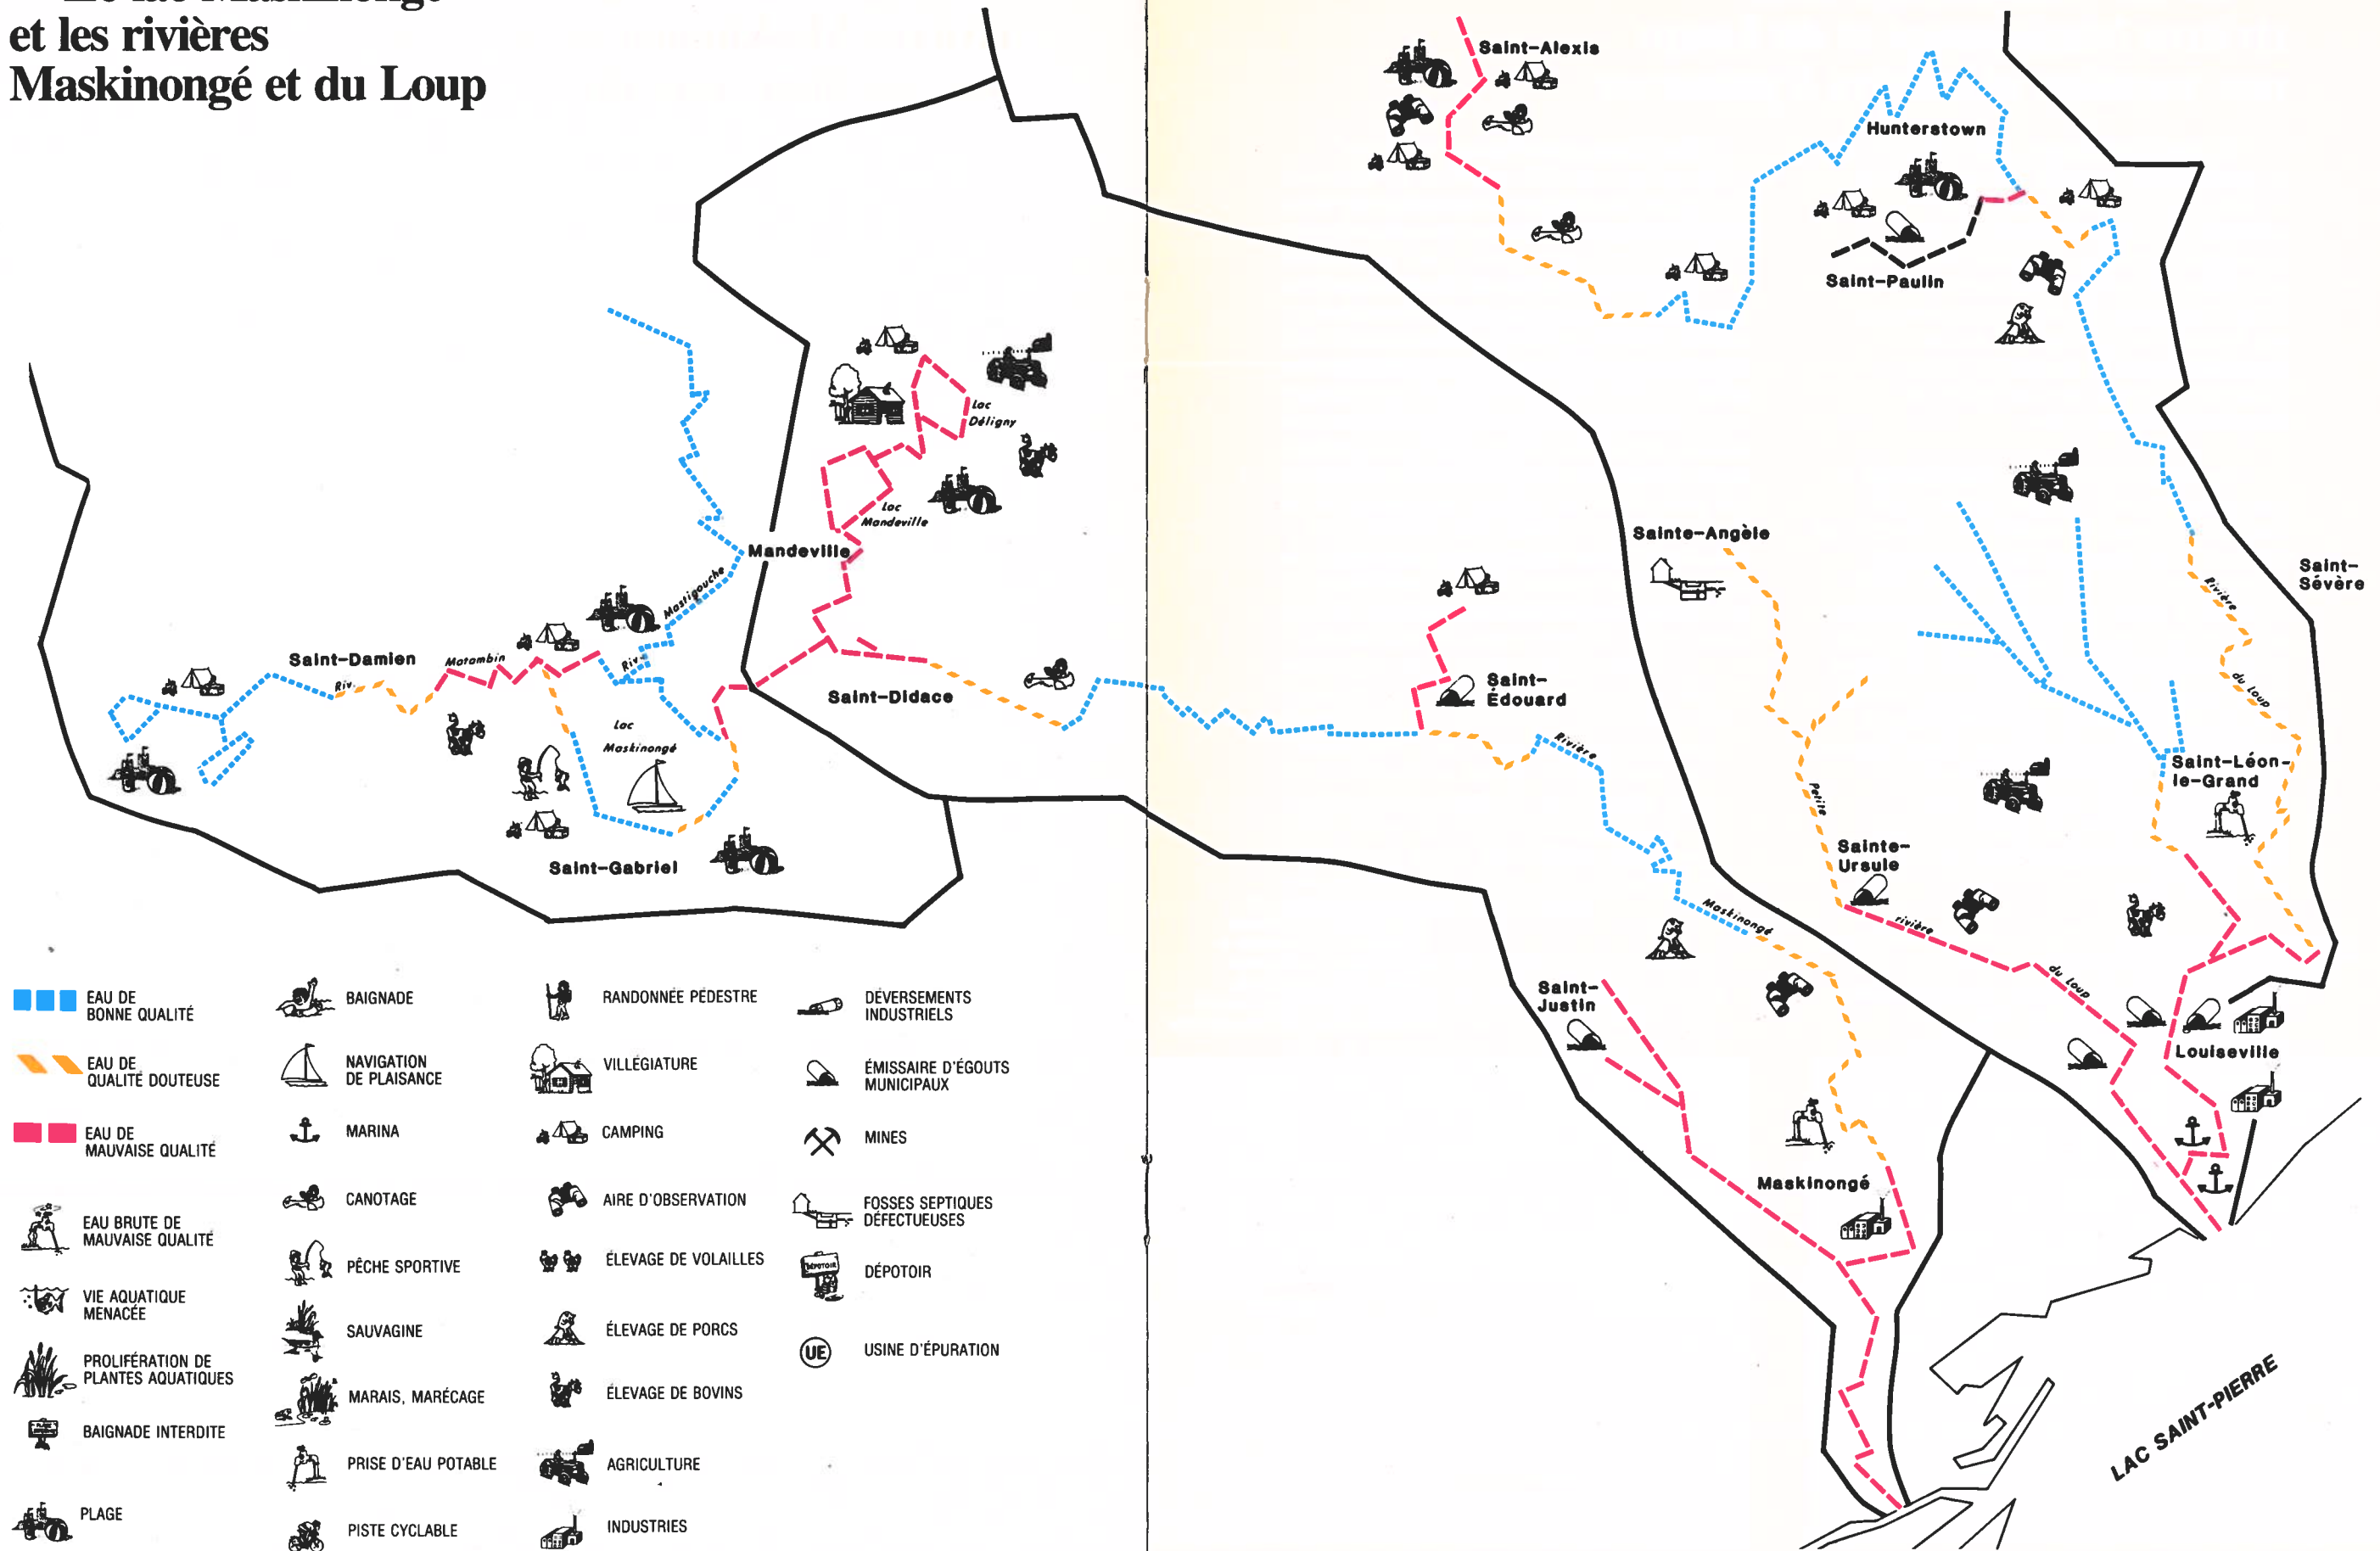 et les rivières
Maskinongé et du Loup
Saint-Alexis
Hunterstown
Saint-Paulin
Lac
Déligny
Lac
Mandeville
Mandeville
Mastigouche
Riv.
Saint-Damien
Matambin
Riv.
Lac
Maskinongé
Saint-Gabriel
Saint-Didace
Saint-
Édouard
Rivière
Maskinongé
Sainte-Angèle
Petite
Sainte-
Ursule
rivière
du Loup
Saint-
Sévère
Rivière
du Loup
Saint-Léon-
le-Grand
Saint-
Justin
Louiseville
Maskinongé
LAC SAINT-PIERRE
EAU DE
BONNE QUALITÉ
EAU DE
QUALITÉ DOUTEUSE
EAU DE
MAUVAISE QUALITÉ
EAU BRUTE DE
MAUVAISE QUALITÉ
VIE AQUATIQUE
MENACÉE
PROLIFÉRATION DE
PLANTES AQUATIQUES
BAIGNADE INTERDITE
PLAGE
BAIGNADE
NAVIGATION
DE PLAISANCE
MARINA
CANOTAGE
PÊCHE SPORTIVE
SAUVAGINE
MARAIS, MARÉCAGE
PRISE D'EAU POTABLE
PISTE CYCLABLE
RANDONNÉE PÉDESTRE
VILLÉGIATURE
CAMPING
AIRE D'OBSERVATION
ÉLEVAGE DE VOLAILLES
ÉLEVAGE DE PORCS
ÉLEVAGE DE BOVINS
AGRICULTURE
INDUSTRIES
DÉVERSEMENTS
INDUSTRIELS
ÉMISSAIRE D'ÉGOUTS
MUNICIPAUX
MINES
FOSSES SEPTIQUES
DÉFECTUEUSES
DÉPOTOIR
DÉPOTOIR
UE
USINE D'ÉPURATION